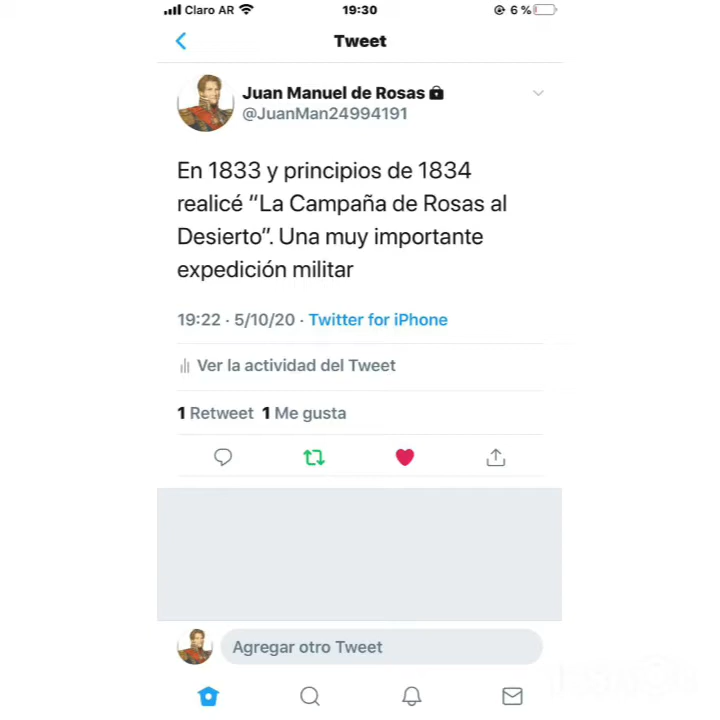 Claro AR 19:30 6 %
Tweet
Juan Manuel de Rosas
@JuanMan24994191
En 1833 y principios de 1834
realicé “La Campaña de Rosas al
Desierto”. Una muy importante
expedición militar
19:22 · 5/10/20 · Twitter for iPhone
Ver la actividad del Tweet
1 Retweet 1 Me gusta
Agregar otro Tweet